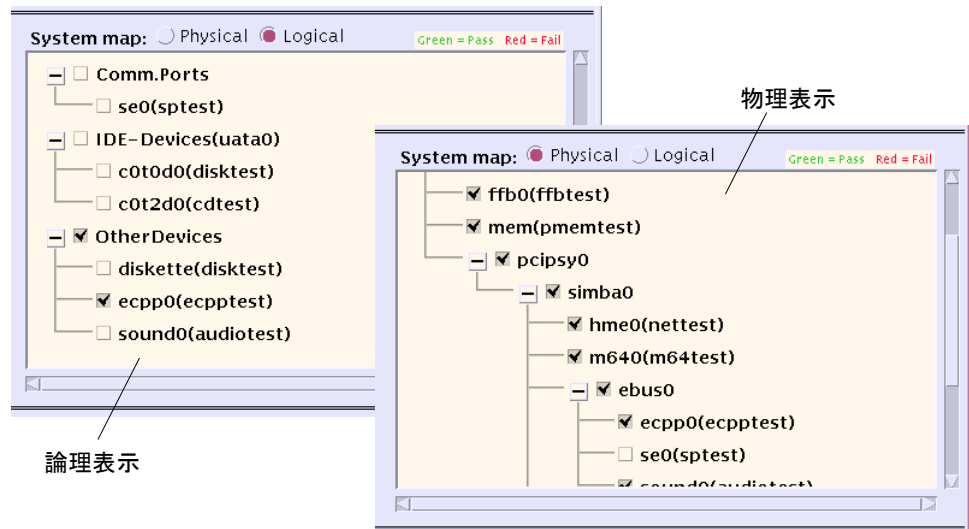 System map: Physical Logical
Green = Pass Red = Fail
Comm.Ports
se0(sptest)
IDE-Devices(uata0)
c0t0d0(disktest)
c0t2d0(cdtest)
OtherDevices
diskette(disktest)
ecpp0(ecpptest)
sound0(audiotest)
論理表示
物理表示
System map: Physical Logical
Green = Pass Red = Fail
ffb0(ffbtest)
mem(pmemtest)
pcipsy0
simba0
hme0(nettest)
m640(m64test)
ebus0
ecpp0(ecpptest)
se0(sptest)
sound0(audiotest)